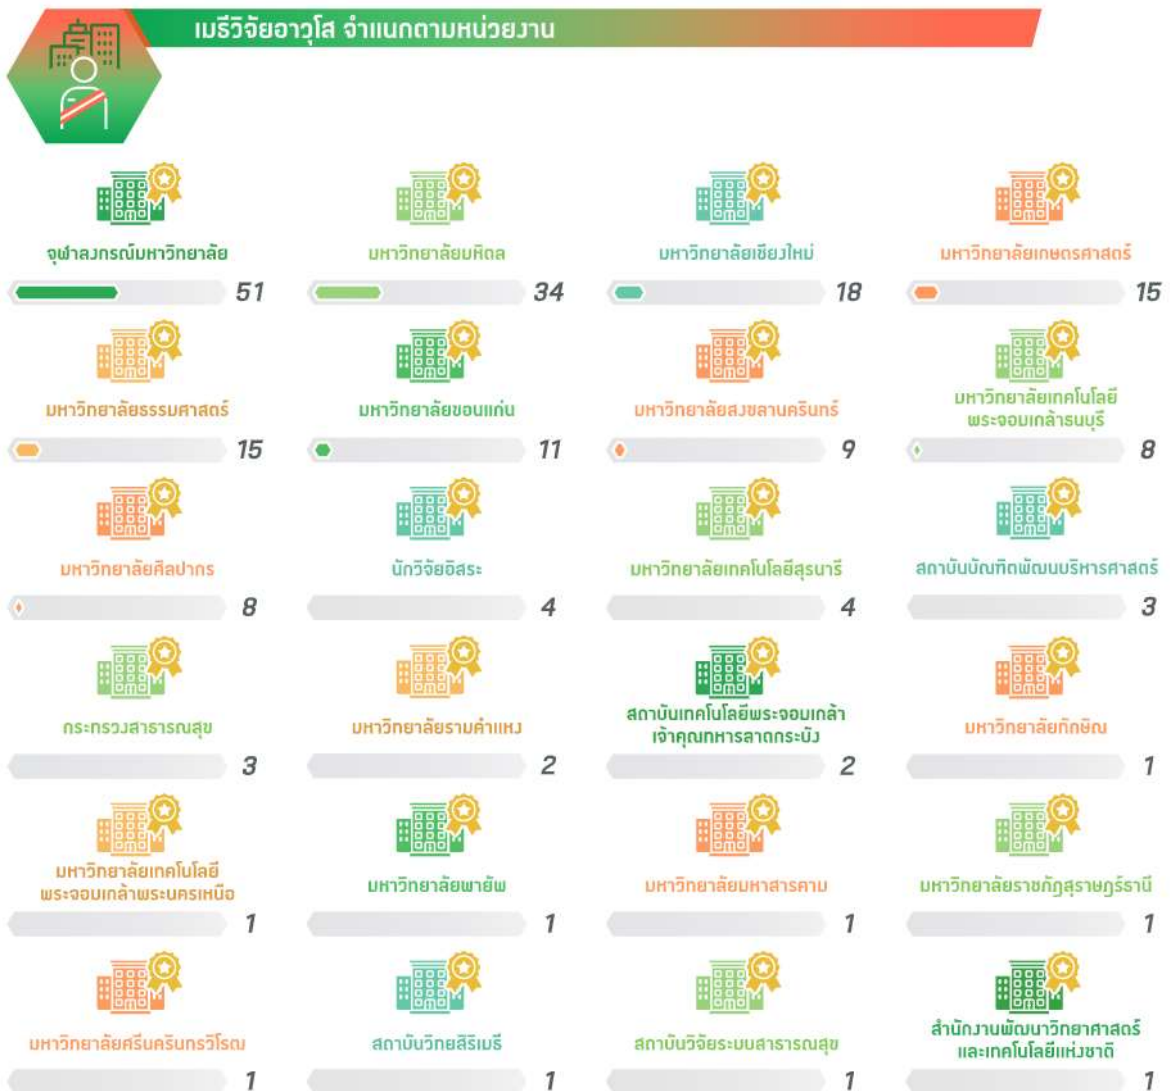 เมธีวิจัยอาวุโส จำแนกตามหน่วยงาน
จุฬาลงกรณ์มหาวิทยาลัย
51
มหาวิทยาลัยมหิดล
34
มหาวิทยาลัยเชียงใหม่
18
มหาวิทยาลัยเกษตรศาสตร์
15
มหาวิทยาลัยธรรมศาสตร์
15
มหาวิทยาลัยขอนแก่น
11
มหาวิทยาลัยสงขลานครินทร์
9
มหาวิทยาลัยเทคโนโลยี
พระจอมเกล้าธนบุรี
8
มหาวิทยาลัยศิลปากร
8
นักวิจัยอิสระ
4
มหาวิทยาลัยเทคโนโลยีสุรนารี
4
สถาบันบัณฑิตพัฒนบริหารศาสตร์
3
กระทรวงสาธารณสุข
3
มหาวิทยาลัยรามคำแหง
2
สถาบันเทคโนโลยีพระจอมเกล้า
เจ้าคุณทหารลาดกระบัง
2
มหาวิทยาลัยทักษิณ
1
มหาวิทยาลัยเทคโนโลยี
พระจอมเกล้าพระนครเหนือ
1
มหาวิทยาลัยพายัพ
1
มหาวิทยาลัยมหาสารคาม
1
มหาวิทยาลัยราชภัฏสุราษฎร์ธานี
1
มหาวิทยาลัยศรีนครินทรวิโรฒ
1
สถาบันวิทยสิริเมธี
1
สถาบันวิจัยระบบสาธารณสุข
1
สำนักงานพัฒนาวิทยาศาสตร์
และเทคโนโลยีแห่งชาติ
1